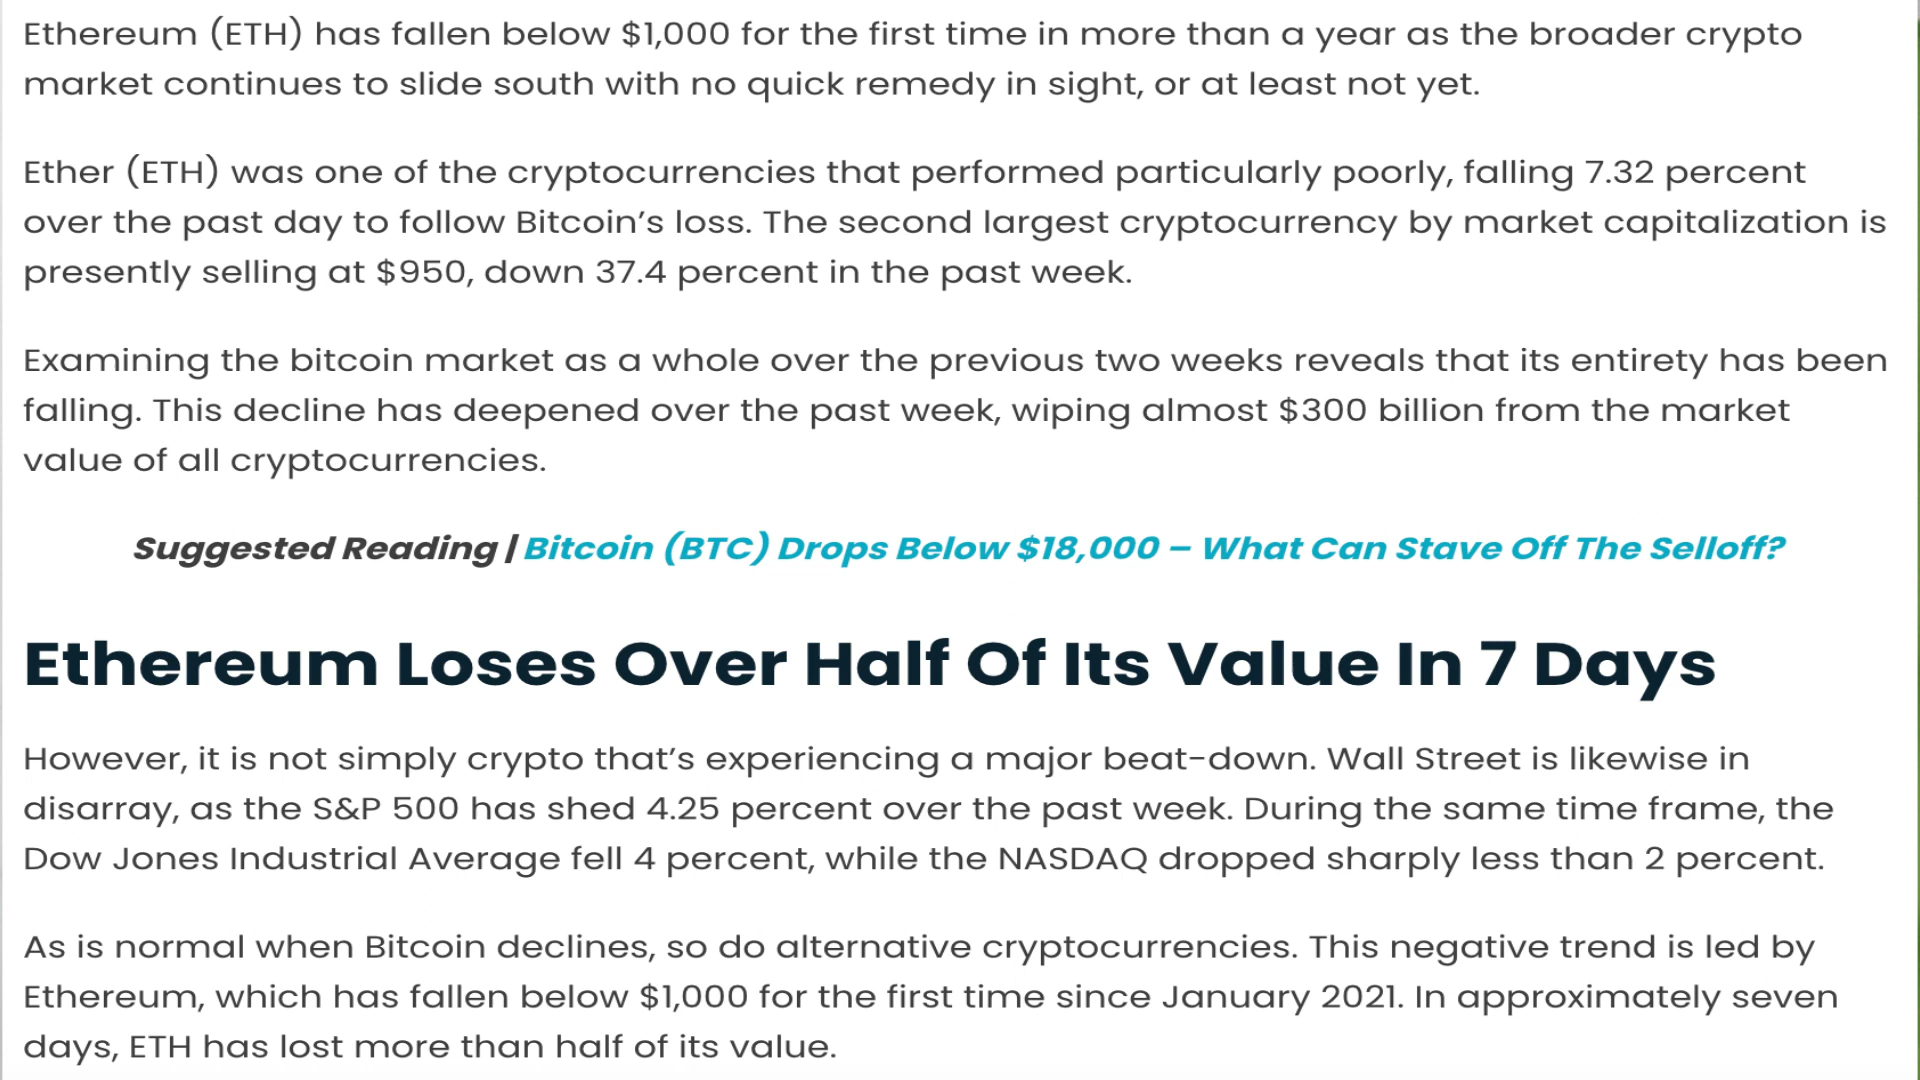 Ethereum (ETH) has fallen below $1,000 for the first time in more than a year as the broader crypto
market continues to slide south with no quick remedy in sight, or at least not yet.
Ether (ETH) was one of the cryptocurrencies that performed particularly poorly, falling 7.32 percent
over the past day to follow Bitcoin’s loss. The second largest cryptocurrency by market capitalization is
presently selling at $950, down 37.4 percent in the past week.
Examining the bitcoin market as a whole over the previous two weeks reveals that its entirety has been
falling. This decline has deepened over the past week, wiping almost $300 billion from the market
value of all cryptocurrencies.
Suggested Reading | Bitcoin (BTC) Drops Below $18,000 – What Can Stave Off The Selloff?
Ethereum Loses Over Half Of Its Value In 7 Days
However, it is not simply crypto that’s experiencing a major beat-down. Wall Street is likewise in
disarray, as the S&P 500 has shed 4.25 percent over the past week. During the same time frame, the
Dow Jones Industrial Average fell 4 percent, while the NASDAQ dropped sharply less than 2 percent.
As is normal when Bitcoin declines, so do alternative cryptocurrencies. This negative trend is led by
Ethereum, which has fallen below $1,000 for the first time since January 2021. In approximately seven
days, ETH has lost more than half of its value.